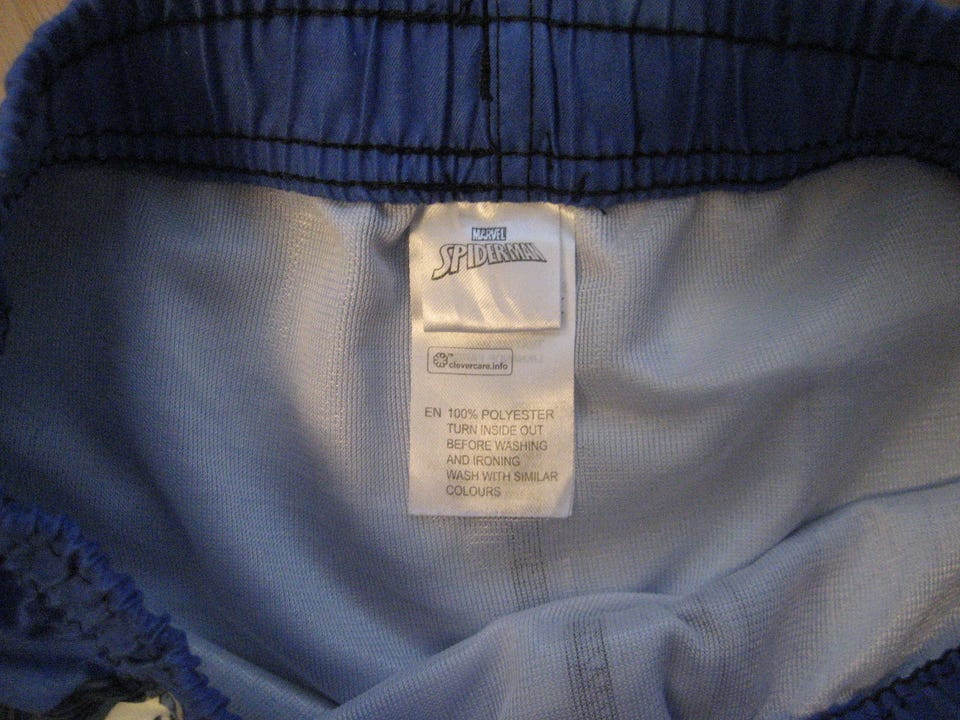 MARVEL
SPIDER-MAN
clevercare.info
EN 100% POLYESTER
TURN INSIDE OUT
BEFORE WASHING
AND IRONING
WASH WITH SIMILAR
COLOURS